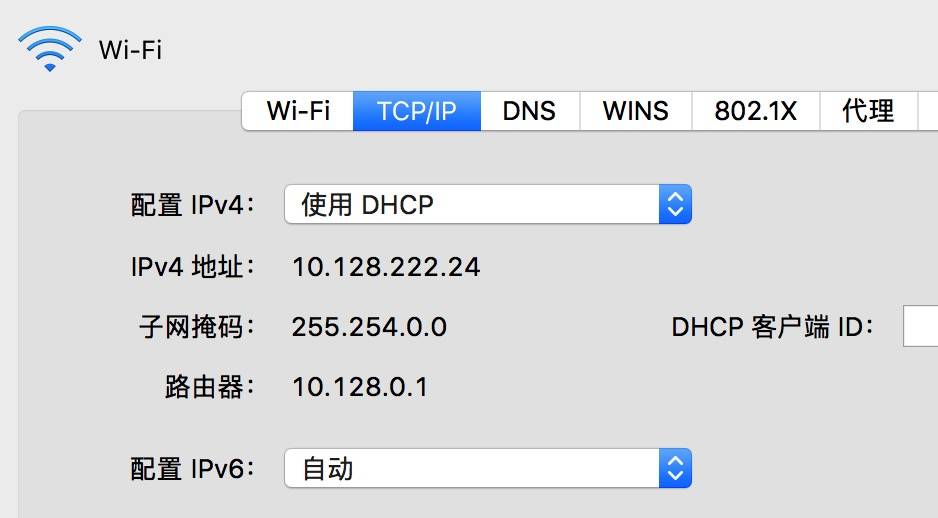 Wi-Fi
Wi-Fi TCP/IP DNS WINS 802.1X 代理
配置 IPv4： 使用 DHCP
IPv4 地址： 10.128.222.24
子网掩码： 255.254.0.0 DHCP 客户端 ID：
路由器： 10.128.0.1
配置 IPv6： 自动